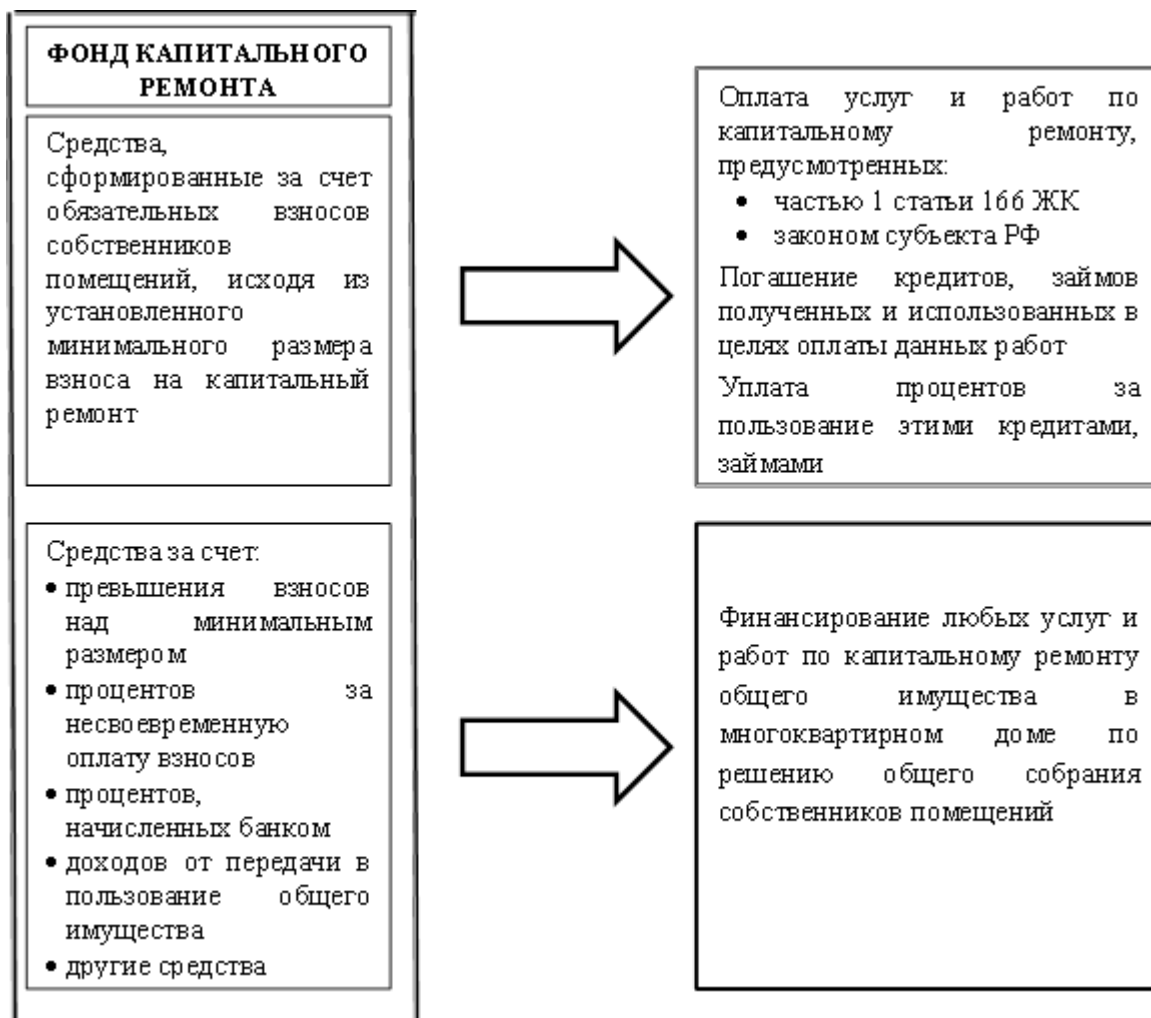 ФОНД КАПИТАЛЬНОГО
РЕМОНТА
Средства,
сформированные за счет
обязательных взносов
собственников
помещений, исходя из
установленного
минимального размера
взноса на капитальный
ремонт
Оплата услуг и работ по
капитальному ремонту,
предусмотренных:
• частью 1 статьи 166 ЖК
• законом субъекта РФ
Погашение кредитов, займов
полученных и использованных в
целях оплаты данных работ
Уплата процентов за
пользование этими кредитами,
займами
Средства за счет:
• превышения взносов
над минимальным
размером
• процентов за
несвоевременную
оплату взносов
• процентов,
начисленных банком
• доходов от передачи в
пользование общего
имущества
• другие средства
Финансирование любых услуг и
работ по капитальному ремонту
общего имущества в
многоквартирном доме по
решению общего собрания
собственников помещений